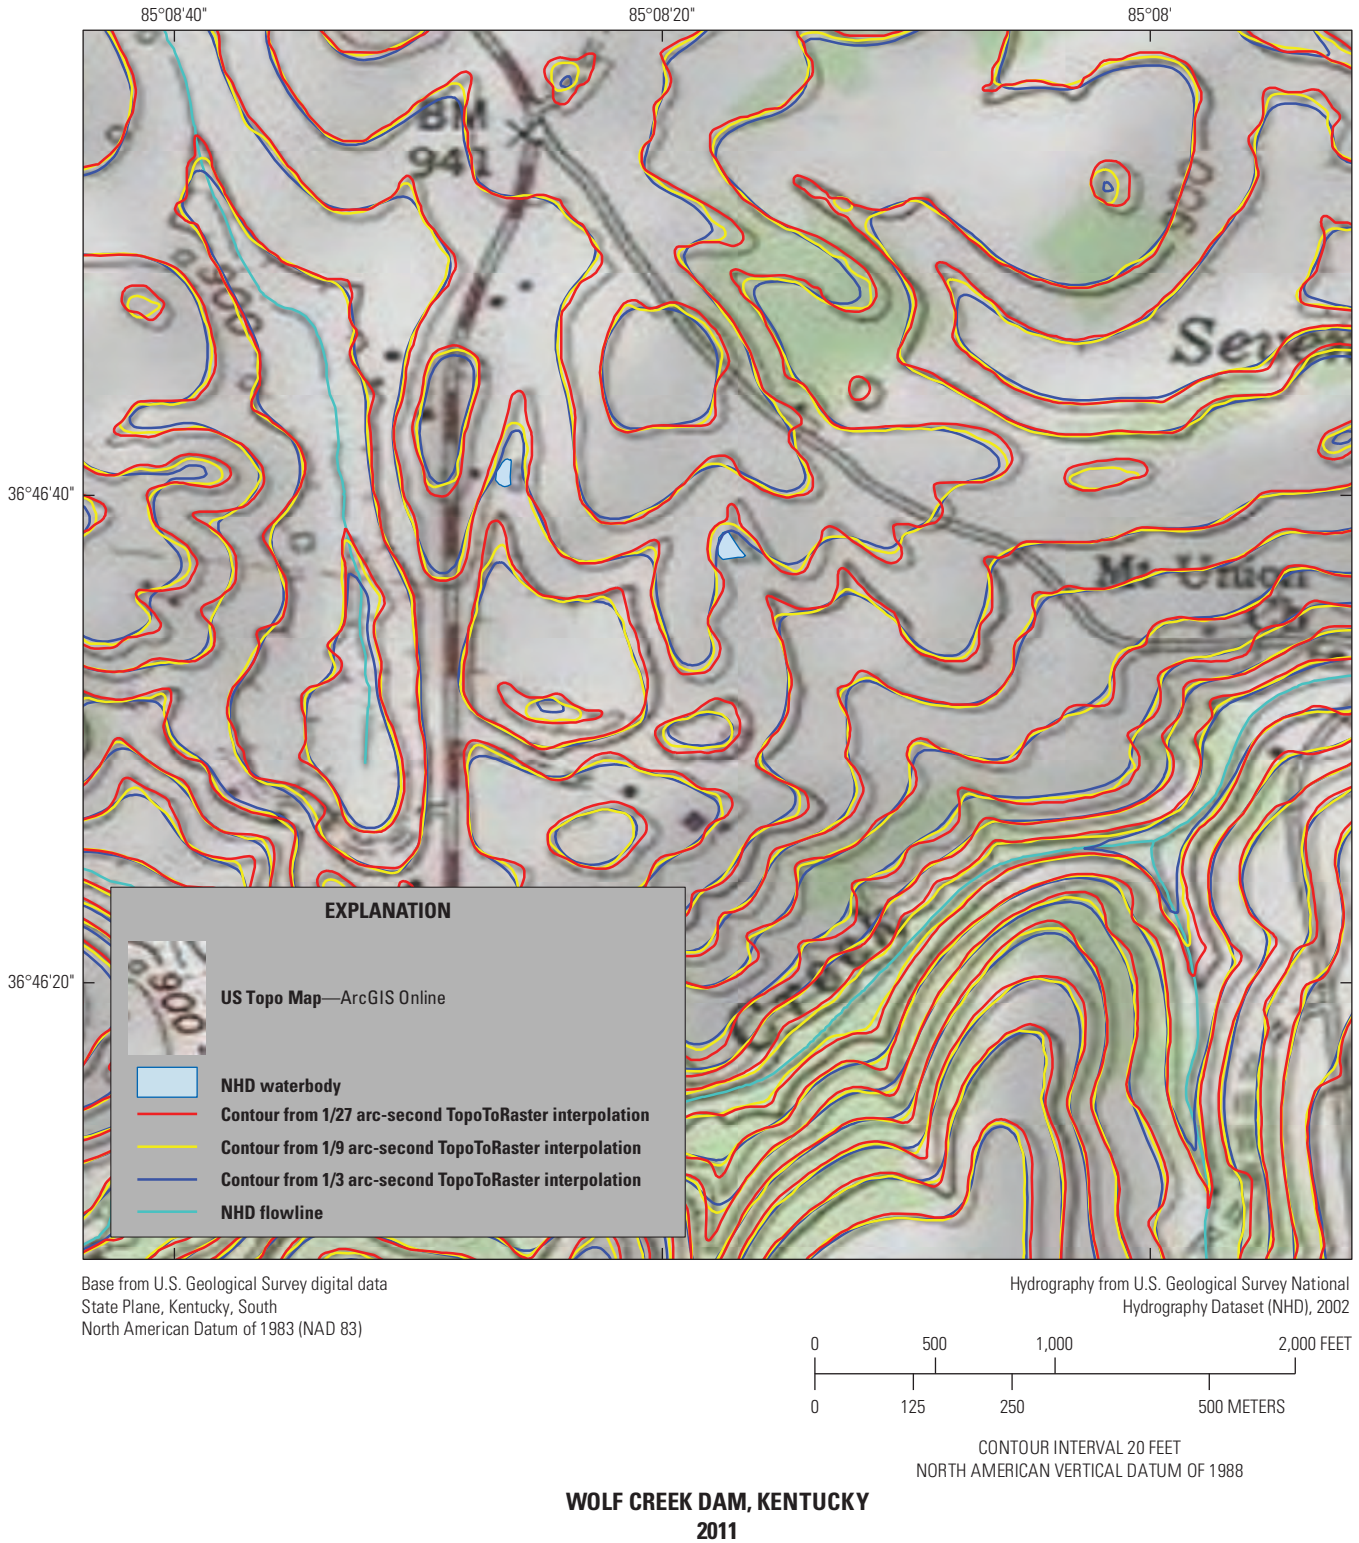 85°08'40"
85°08'20"
85°08'
BM
941
900
900
Seven
36°46'40"
Mt Union
Ch
36°46'20"
EXPLANATION
900
US Topo Map—ArcGIS Online
NHD waterbody
Contour from 1/27 arc-second TopoToRaster interpolation
Contour from 1/9 arc-second TopoToRaster interpolation
Contour from 1/3 arc-second TopoToRaster interpolation
NHD flowline
Base from U.S. Geological Survey digital data
State Plane, Kentucky, South
North American Datum of 1983 (NAD 83)
Hydrography from U.S. Geological Survey National
Hydrography Dataset (NHD), 2002
0 500 1,000 2,000 FEET
0 125 250 500 METERS
CONTOUR INTERVAL 20 FEET
NORTH AMERICAN VERTICAL DATUM OF 1988
WOLF CREEK DAM, KENTUCKY
2011